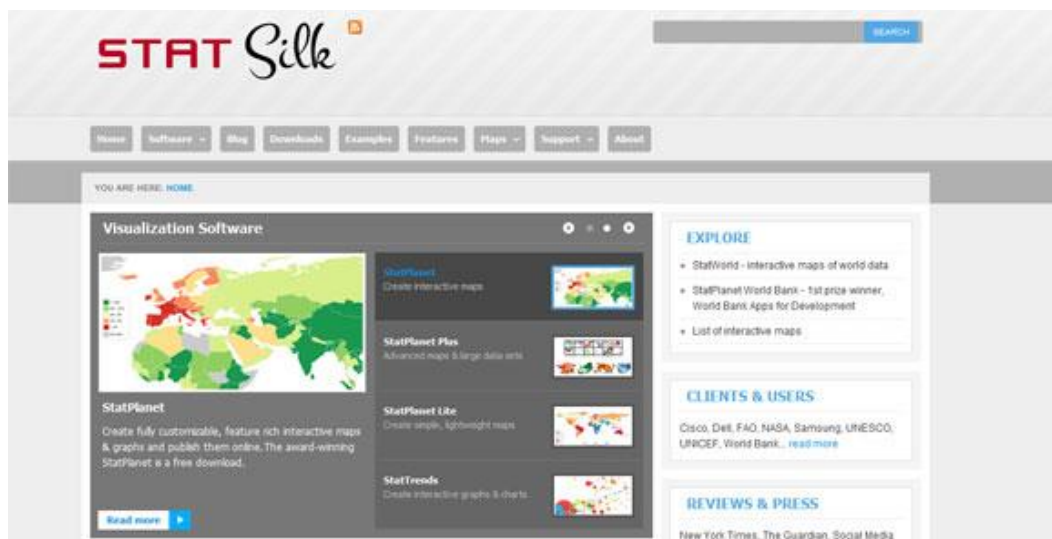 STAT Silk
SEARCH
Home Software Blog Downloads Examples Features Maps Support About
YOU ARE HERE: HOME
Visualization Software
StatPlanet
Create interactive maps
StatPlanet Plus
Advanced maps & large data sets
StatPlanet Lite
Create simple, lightweight maps
StatTrends
Create interactive graphs & charts
StatPlanet
Create fully customizable, feature rich interactive maps
& graphs and publish them online. The award-winning
StatPlanet is a free download.
Read more
EXPLORE
StatWorld - interactive maps of world data
StatPlanet World Bank - 1st prize winner,
World Bank Apps for Development
List of interactive maps
CLIENTS & USERS
Cisco, Dell, FAO, NASA, Samsung, UNESCO,
UNICEF, World Bank... read more
REVIEWS & PRESS
New York Times, The Guardian, Social Media